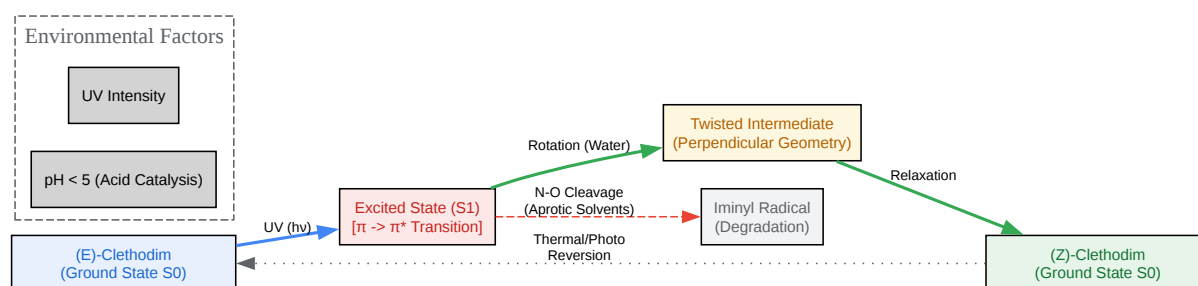 Environmental Factors
UV Intensity
pH < 5 (Acid Catalysis)
(E)-Clethodim
(Ground State S0)
UV (hν)
Excited State (S1)
[π -> π* Transition]
Rotation (Water)
N-O Cleavage
(Aprotic Solvents)
Thermal/Photo
Reversion
Twisted Intermediate
(Perpendicular Geometry)
Iminyl Radical
(Degradation)
Relaxation
(Z)-Clethodim
(Ground State S0)